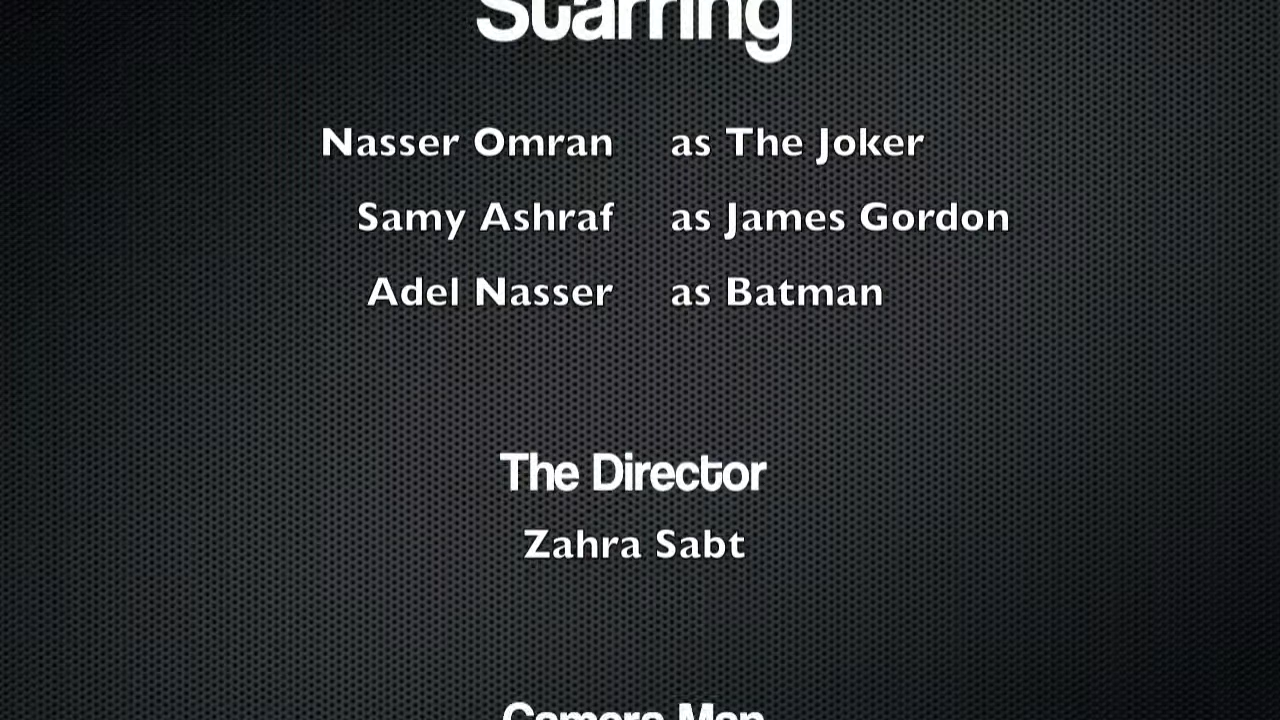 Starring
Nasser Omran as The Joker
Samy Ashraf as James Gordon
Adel Nasser as Batman
The Director
Zahra Sabt
Camera Man